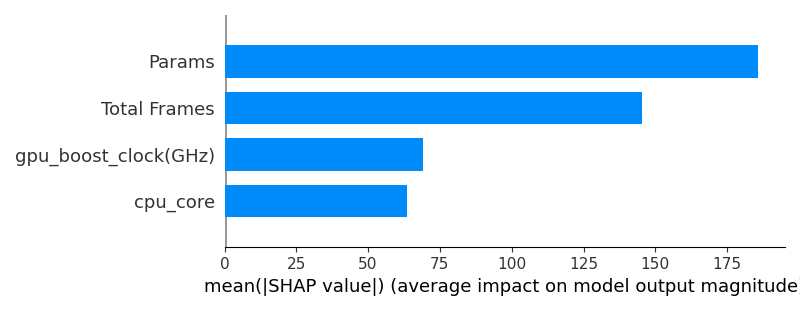 Params
Total Frames
gpu_boost_clock(GHz)
cpu_core
0 25 50 75 100 125 150 175
mean(|SHAP value|) (average impact on model output magnitude)